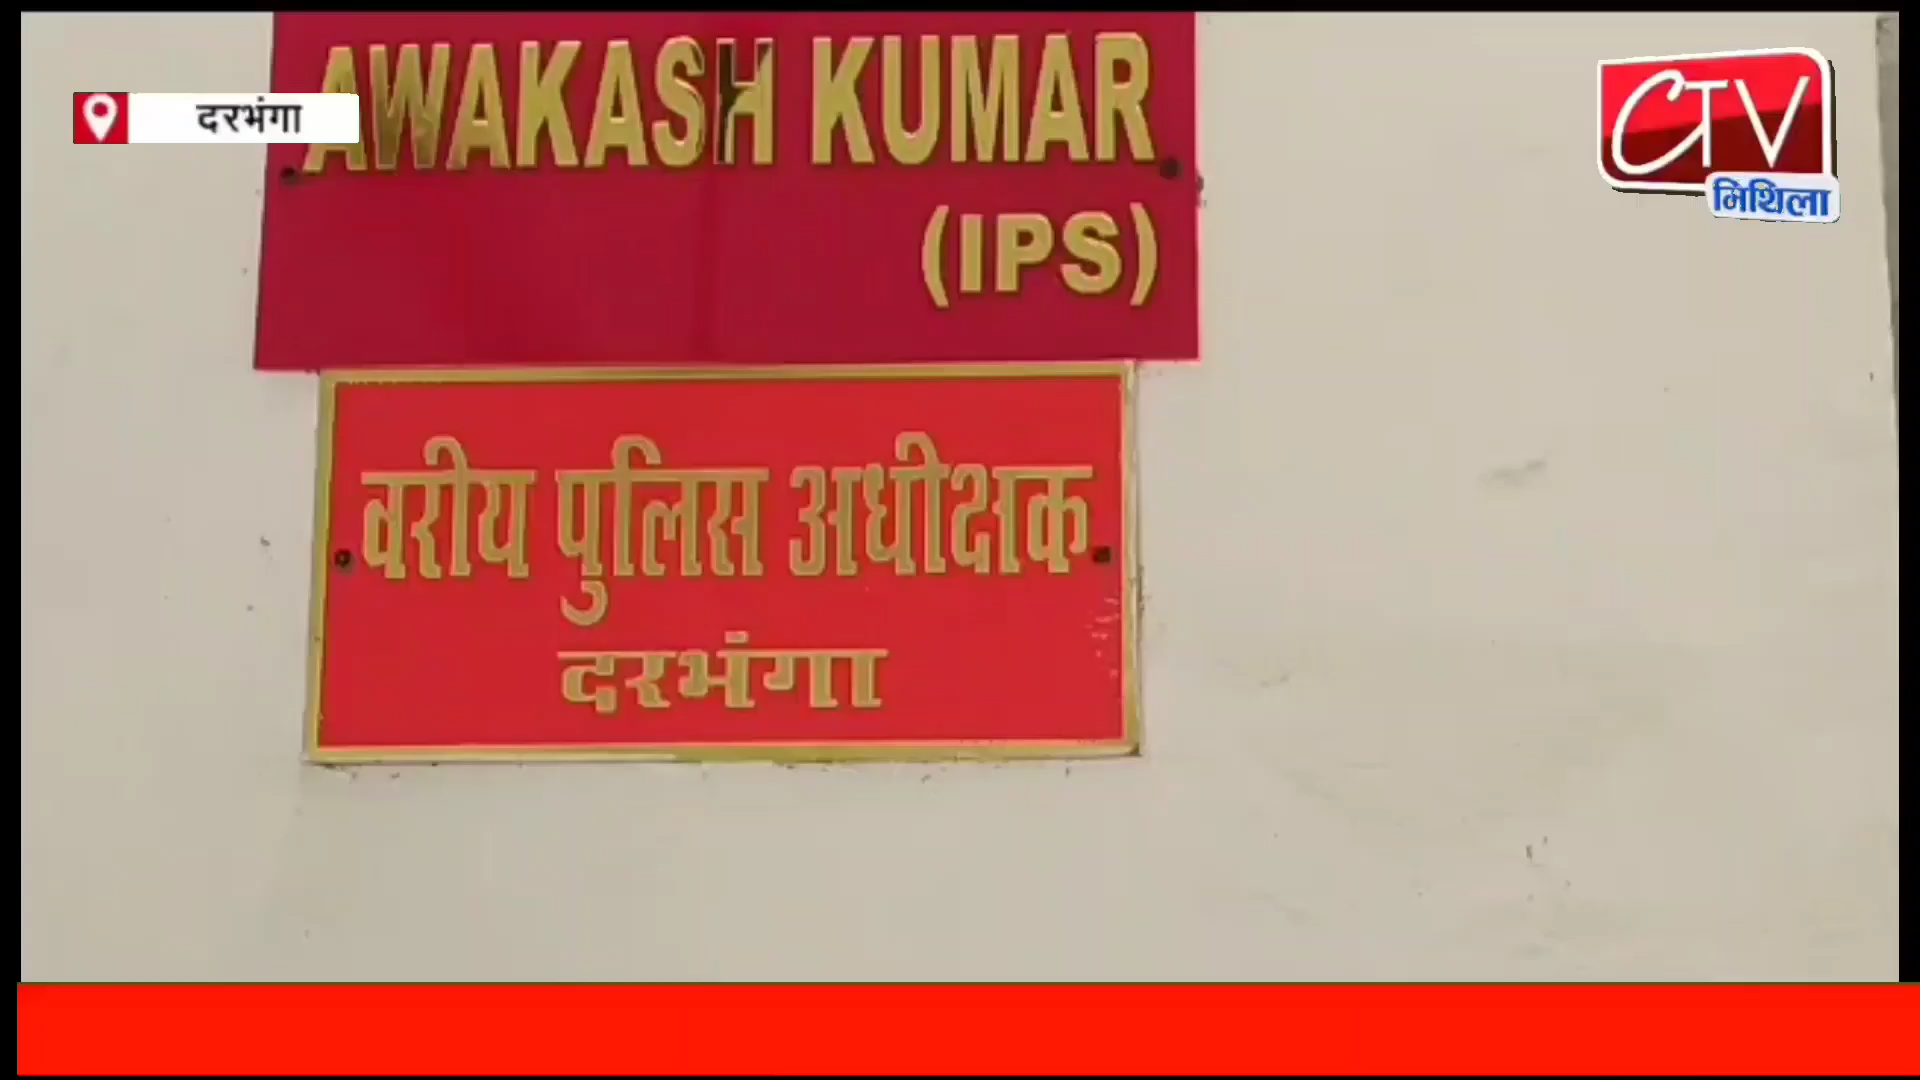 AWAKASH KUMAR
(IPS)
वरीय पुलिस अधीक्षक
दरभंगा
दरभंगा
CTV
मिथिला